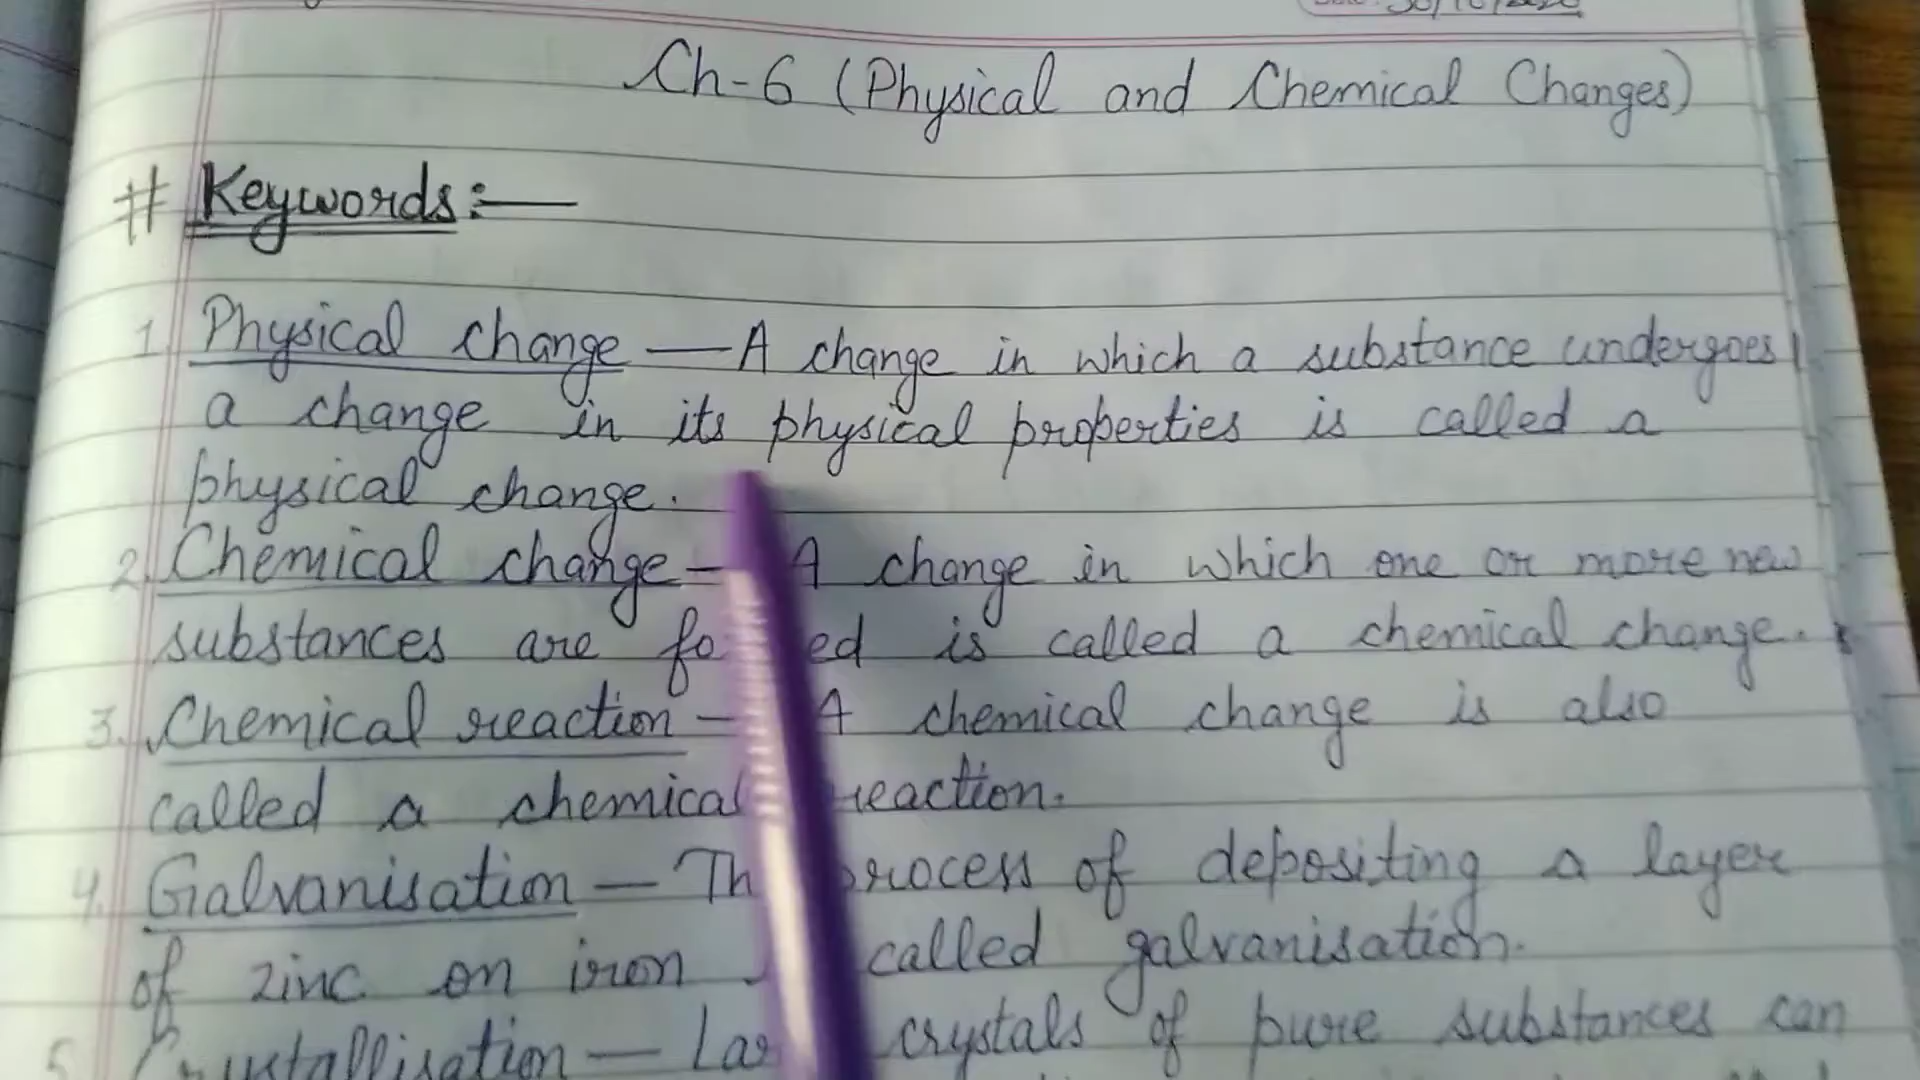 Ch-6 (Physical and Chemical Changes)
# Keywords:—
1. Physical change — A change in which a substance undergoes
a change in its physical properties is called a
physical change.
2. Chemical change - A change in which one or more new
substances are is called a chemical change.
3. Chemical reaction - A chemical change is also
called a chemical reaction.
4. Galvanisation — process of depositing a layer
of zinc on iron called galvanisation.
5. Crystallisation — crystals of pure substances can